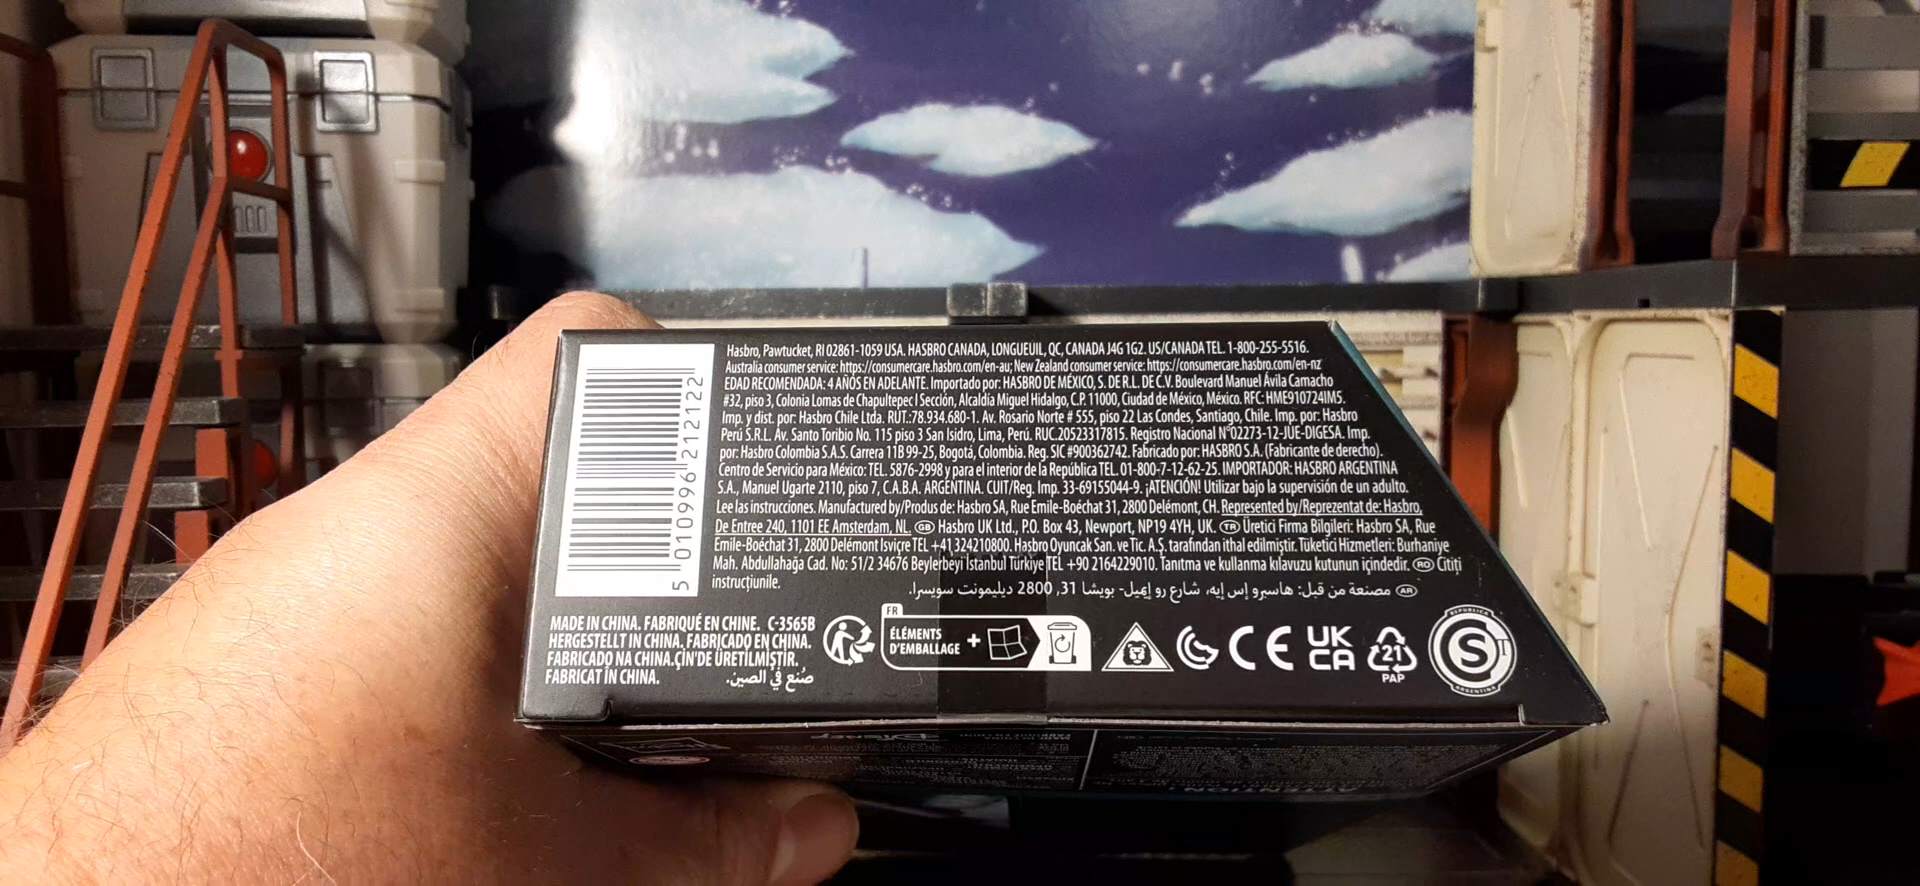 5 010996 212122
Hasbro, Pawtucket, RI 02861-1059 USA. HASBRO CANADA, LONGUEUIL, QC, CANADA J4G 1G2. US/CANADA TEL. 1-800-255-5516.
Australia consumer service: https://consumercare.hasbro.com/en-au; New Zealand consumer service: https://consumercare.hasbro.com/en-nz
EDAD RECOMENDADA: 4 AÑOS EN ADELANTE. Importado por: HASBRO DE MÉXICO, S. DE R.L. DE C.V. Boulevard Manuel Ávila Camacho
#32, piso 3, Colonia Lomas de Chapultepec I Sección, Alcaldía Miguel Hidalgo, C.P. 11000, Ciudad de México, México. RFC: HME910724IM5.
Imp. y dist. por: Hasbro Chile Ltda. RUT.:78.934.680-1. Av. Rosario Norte # 555, piso 22 Las Condes, Santiago, Chile. Imp. por: Hasbro
Perú S.R.L. Av. Santo Toribio No. 115 piso 3 San Isidro, Lima, Perú. RUC.20523317815. Registro Nacional N°02273-12-JUE-DIGESA. Imp.
por: Hasbro Colombia S.A.S. Carrera 11B 99-25, Bogotá, Colombia. Reg. SIC #900362742. Fabricado por: HASBRO S.A. (Fabricante de derecho).
Centro de Servicio para México: TEL. 5876-2998 y para el interior de la República TEL. 01-800-7-12-62-25. IMPORTADOR: HASBRO ARGENTINA
S.A., Manuel Ugarte 2110, piso 7, C.A.B.A. ARGENTINA. CUIT/Reg. Imp. 33-69155044-9. ¡ATENCIÓN! Utilizar bajo la supervisión de un adulto.
Lee las instrucciones. Manufactured by/Produs de: Hasbro SA, Rue Emile-Boéchat 31, 2800 Delémont, CH. Represented by/Reprezentat de: Hasbro,
De Entree 240, 1101 EE Amsterdam, NL. GB Hasbro UK Ltd., P.O. Box 43, Newport, NP19 4YH, UK. TR Üretici Firma Bilgileri: Hasbro SA, Rue
Emile-Boéchat 31, 2800 Delémont İsviçre TEL +41324210800. Hasbro Oyuncak San. ve Tic. A.Ş. tarafından ithal edilmiştir. Tüketici Hizmetleri: Burhaniye
Mah. Abdullahağa Cad. No: 51/2 34676 Beylerbeyi İstanbul Türkiye TEL +90 2164229010. Tanıtma ve kullanma kılavuzu kutunun içindedir. RO Citiți
instrucțiunile.
AR مصنعة من قبل: هاسبرو إس إيه، شارع رو إيميل- بويشا 31, 2800 ديليمونت سويسرا.
MADE IN CHINA. FABRIQUÉ EN CHINE. C-3565B
HERGESTELLT IN CHINA. FABRICADO EN CHINA.
FABRICADO NA CHINA. ÇİN'DE ÜRETİLMİŞTİR.
FABRICAT ÎN CHINA. صنع في الصين.
FR
ÉLÉMENTS
D'EMBALLAGE +
CE
UK
CA
21
PAP
REPUBLICA
S
ARGENTINA
Disney
ATENTION :